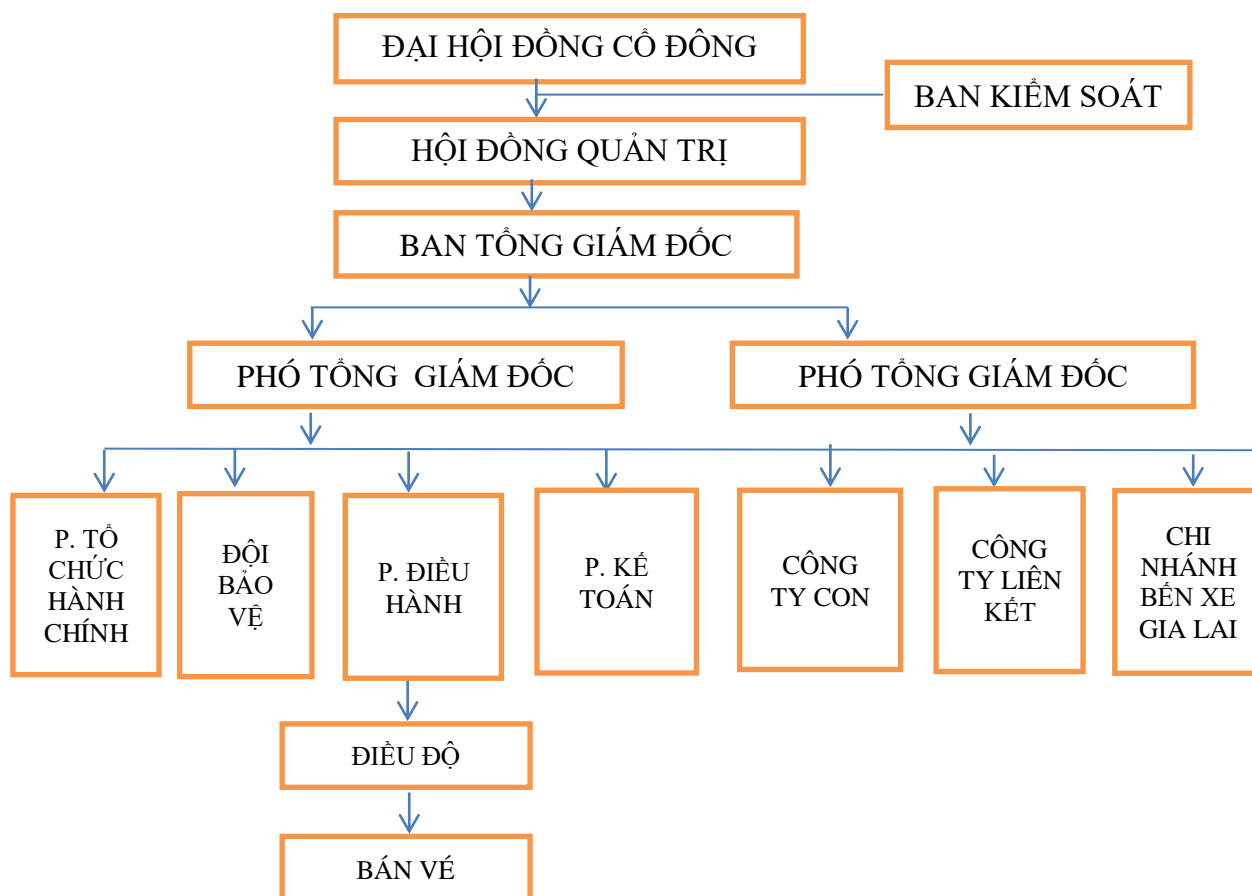 ĐẠI HỘI ĐỒNG CỔ ĐÔNG
BAN KIỂM SOÁT
HỘI ĐỒNG QUẢN TRỊ
BAN TỔNG GIÁM ĐỐC
PHÓ TỔNG GIÁM ĐỐC
PHÓ TỔNG GIÁM ĐỐC
P. TỔ
CHỨC
HÀNH
CHÍNH
ĐỘI
BẢO
VỆ
P. ĐIỀU
HÀNH
P. KẾ
TOÁN
CÔNG
TY CON
CÔNG
TY LIÊN
KẾT
CHI
NHÁNH
BẾN XE
GIA LAI
ĐIỀU ĐỘ
BÁN VÉ